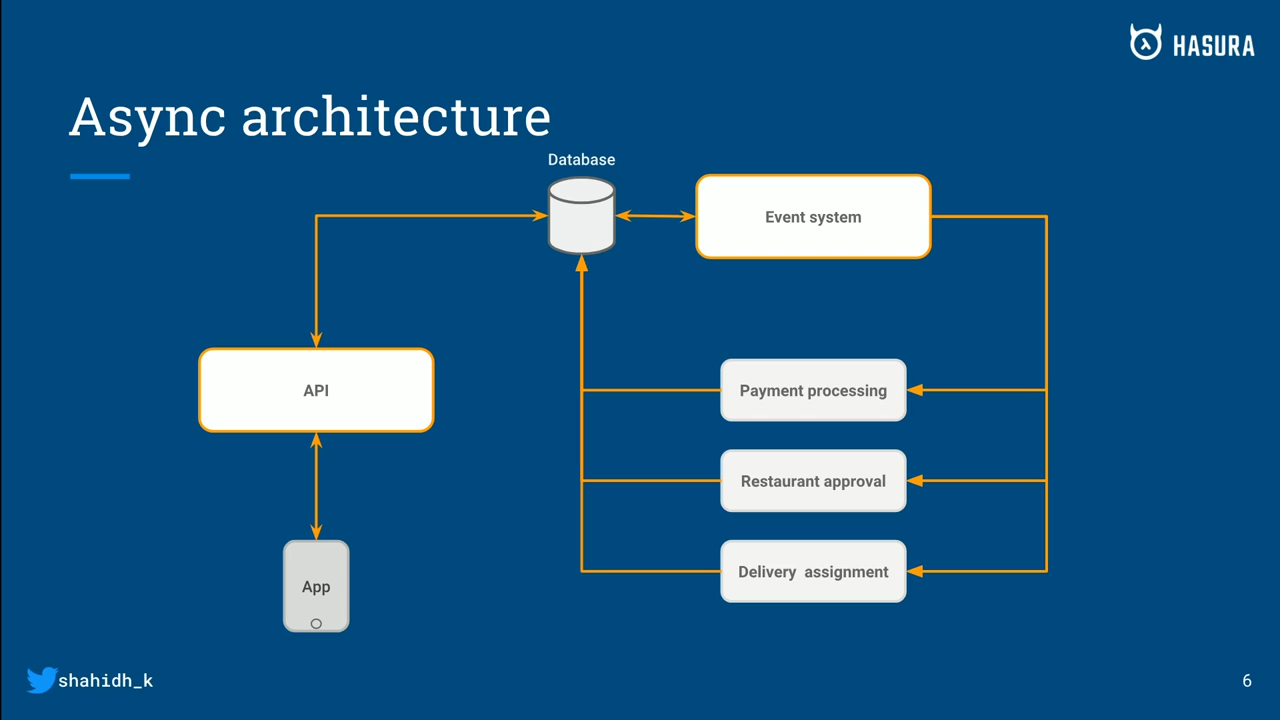 HASURA
Async architecture
Database
Event system
API
Payment processing
Restaurant approval
Delivery assignment
App
shahidh_k
6